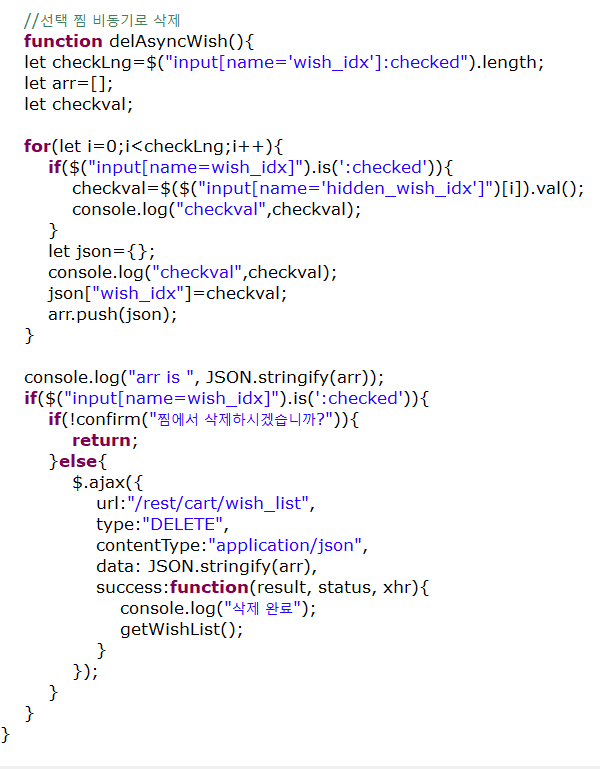 //선택 찜 비동기로 삭제
function delAsyncWish(){
let checkLng=$("input[name='wish_idx']:checked").length;
let arr=[];
let checkval;
for(let i=0;i<checkLng;i++){
if($("input[name=wish_idx]").is(':checked')){
checkval=$($("input[name='hidden_wish_idx']")[i]).val();
console.log("checkval",checkval);
}
let json={};
console.log("checkval",checkval);
json["wish_idx"]=checkval;
arr.push(json);
}
console.log("arr is ", JSON.stringify(arr));
if($("input[name=wish_idx]").is(':checked')){
if(!confirm("찜에서 삭제하시겠습니까?")){
return;
}else{
$.ajax({
url:"/rest/cart/wish_list",
type:"DELETE",
contentType:"application/json",
data: JSON.stringify(arr),
success:function(result, status, xhr){
console.log("삭제 완료");
getWishList();
}
});
}
}
}